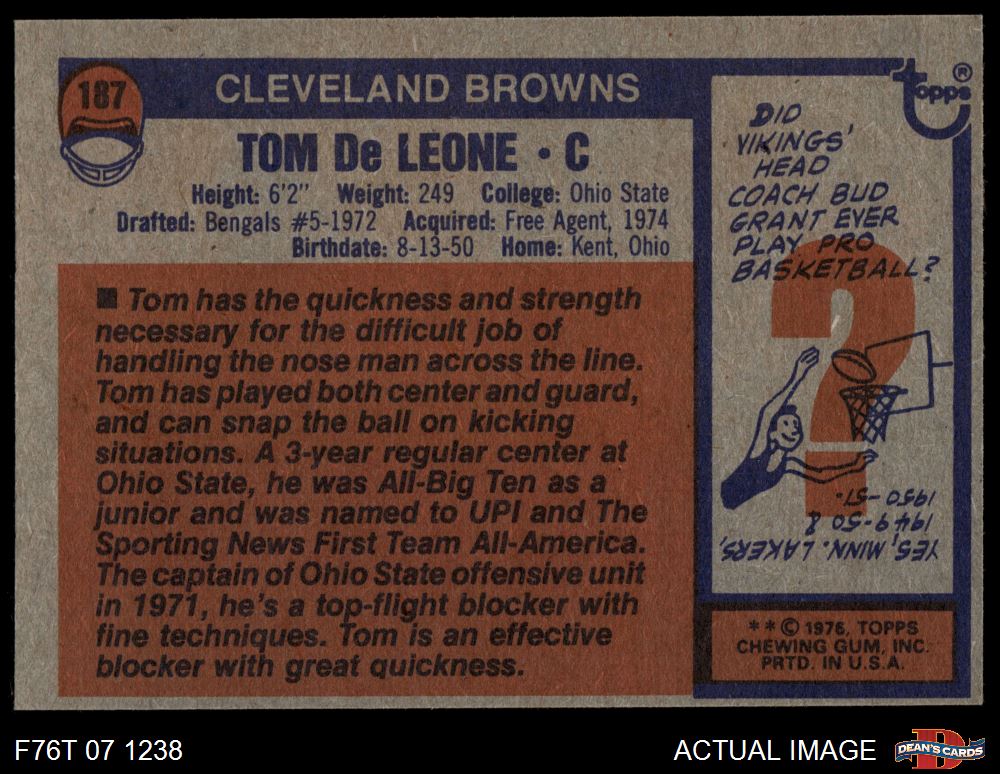 187
CLEVELAND BROWNS
TOM De LEONE • C
Height: 6'2" Weight: 249 College: Ohio State
Drafted: Bengals #5-1972 Acquired: Free Agent, 1974
Birthdate: 8-13-50 Home: Kent, Ohio
■ Tom has the quickness and strength
necessary for the difficult job of
handling the nose man across the line.
Tom has played both center and guard,
and can snap the ball on kicking
situations. A 3-year regular center at
Ohio State, he was All-Big Ten as a
junior and was named to UPI and The
Sporting News First Team All-America.
The captain of Ohio State offensive unit
in 1971, he's a top-flight blocker with
fine techniques. Tom is an effective
blocker with great quickness.
Topps ®
DID
VIKINGS'
HEAD
COACH BUD
GRANT EVER
PLAY PRO
BASKETBALL?
YES, MINN. LAKERS,
1949-50 &
1950-51.
** © 1976, TOPPS
CHEWING GUM, INC.
PRTD. IN U.S.A.
F76T 07 1238
ACTUAL IMAGE
D
DEAN'S CARDS